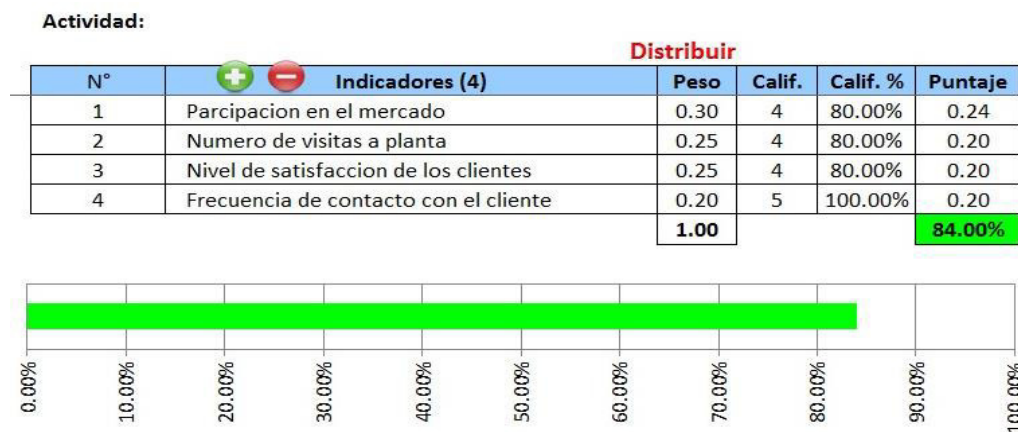 Actividad:
Distribuir
N° Indicadores (4) Peso Calif. Calif. % Puntaje
1 Parcipacion en el mercado 0.30 4 80.00% 0.24
2 Numero de visitas a planta 0.25 4 80.00% 0.20
3 Nivel de satisfaccion de los clientes 0.25 4 80.00% 0.20
4 Frecuencia de contacto con el cliente 0.20 5 100.00% 0.20
1.00 84.00%
0.00% 10.00% 20.00% 30.00% 40.00% 50.00% 60.00% 70.00% 80.00% 90.00% 100.00%